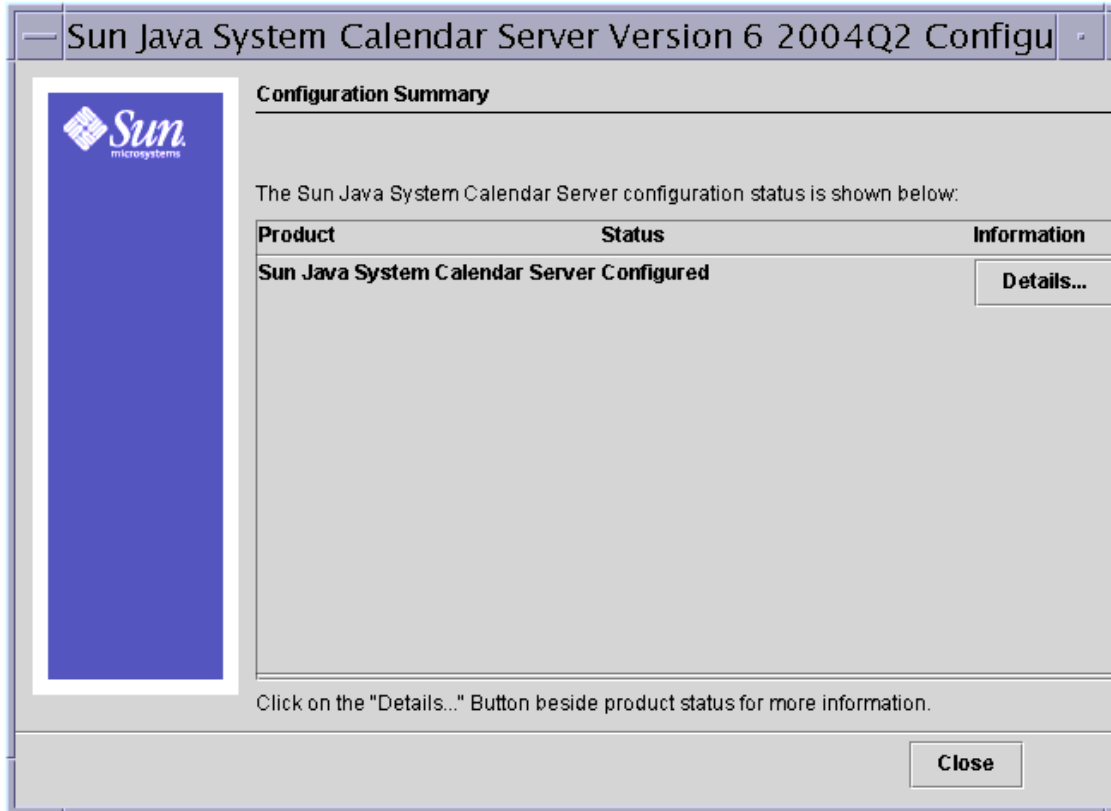 Sun Java System Calendar Server Version 6 2004Q2 Configu
Sun
microsystems
Configuration Summary
The Sun Java System Calendar Server configuration status is shown below:
Product Status Information
Sun Java System Calendar Server Configured Details...
Click on the "Details..." Button beside product status for more information.
Close